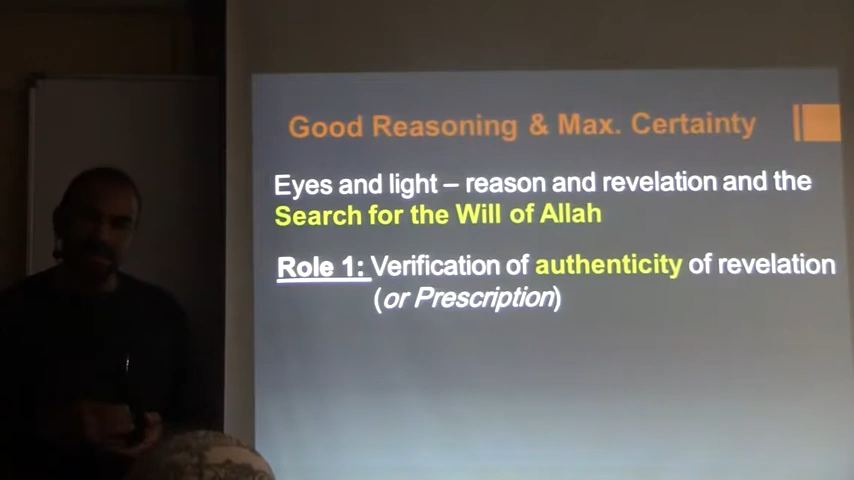 Good Reasoning & Max. Certainty
Eyes and light – reason and revelation and the
Search for the Will of Allah
Role 1: Verification of authenticity of revelation
(or Prescription)